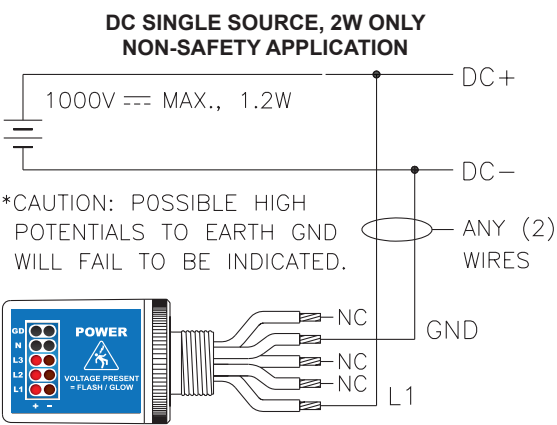 DC SINGLE SOURCE, 2W ONLY
NON-SAFETY APPLICATION
DC+
1000V ⎓ MAX., 1.2W
DC−
*CAUTION: POSSIBLE HIGH
POTENTIALS TO EARTH GND
WILL FAIL TO BE INDICATED.
ANY (2)
WIRES
NC
GND
NC
NC
L1
GD
N
L3
L2
L1
+ −
POWER
VOLTAGE PRESENT
= FLASH / GLOW